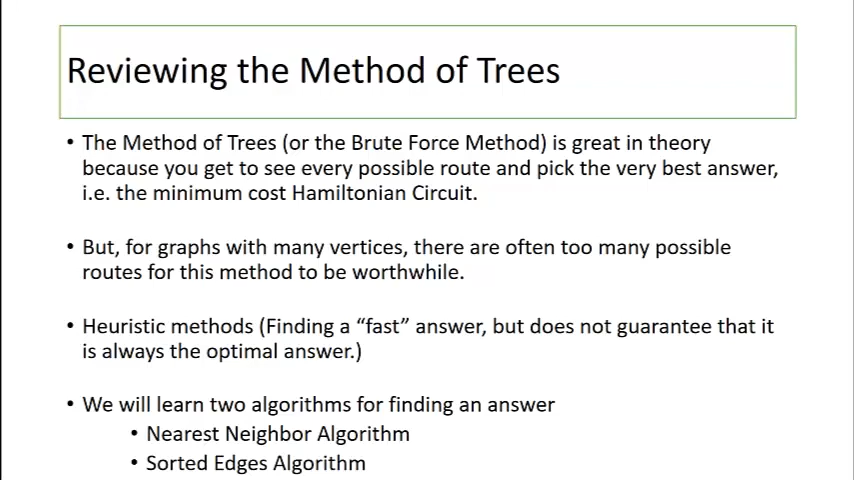 Reviewing the Method of Trees
• The Method of Trees (or the Brute Force Method) is great in theory
because you get to see every possible route and pick the very best answer,
i.e. the minimum cost Hamiltonian Circuit.
• But, for graphs with many vertices, there are often too many possible
routes for this method to be worthwhile.
• Heuristic methods (Finding a “fast” answer, but does not guarantee that it
is always the optimal answer.)
• We will learn two algorithms for finding an answer
• Nearest Neighbor Algorithm
• Sorted Edges Algorithm